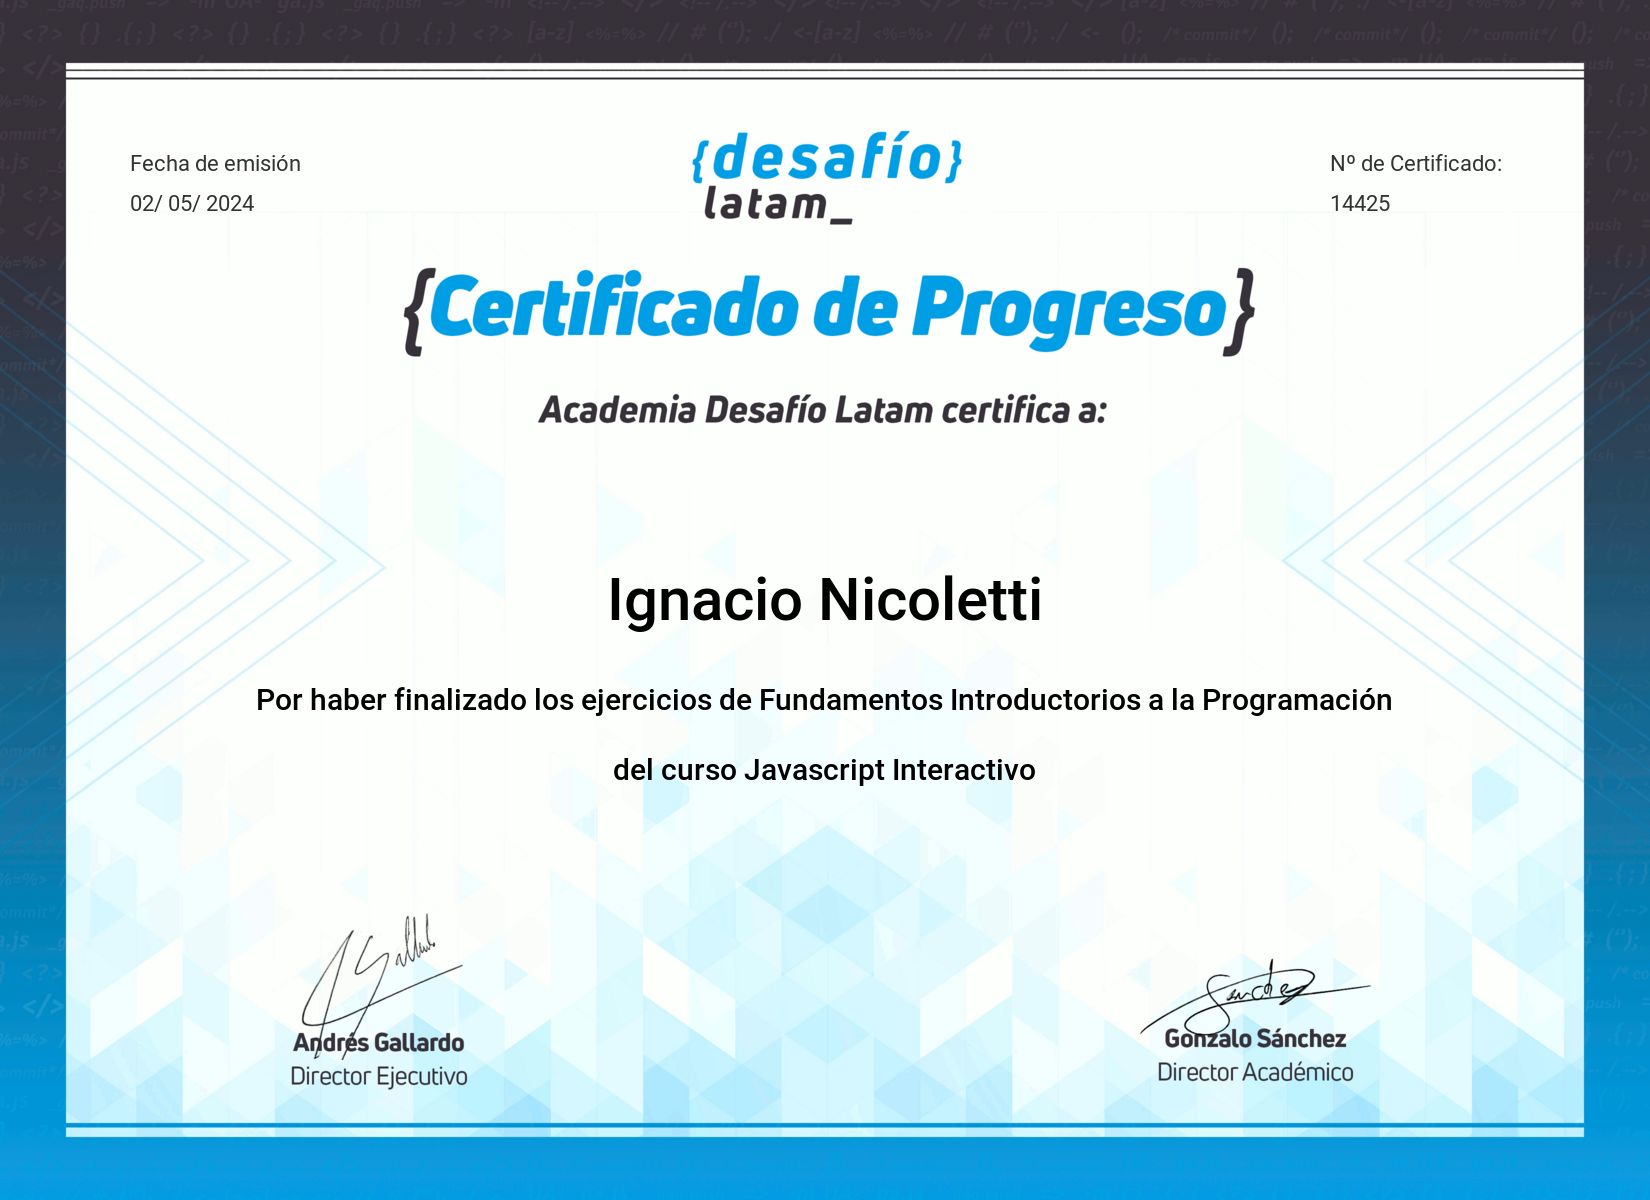 Fecha de emisión
02/ 05/ 2024
{desafío}
latam_
Nº de Certificado:
14425
{Certificado de Progreso}
Academia Desafío Latam certifica a:
Ignacio Nicoletti
Por haber finalizado los ejercicios de Fundamentos Introductorios a la Programación
del curso Javascript Interactivo
Andrés Gallardo
Director Ejecutivo
Gonzalo Sánchez
Director Académico